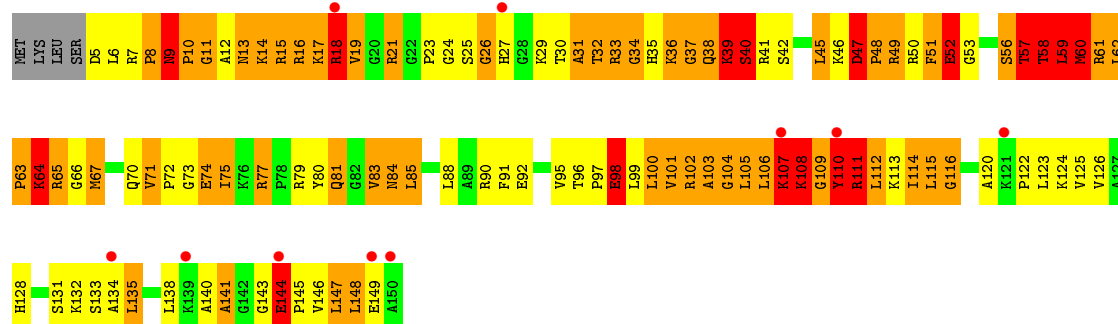 MET LYS LEU SER D5 L6 R7 P8 N9 P10 G11 A12 N13 K14 R15 R16 K17 R18 V19 G20 R21 G22 P23 G24 S25 G26 H27 G28 K29 T30 A31 T32 R33 G34 H35 K36 G37 Q38 K39 S40 R41 S42 L45 K46 D47 P48 R49 R50 F51 E52 G53 S56 T57 T58 L59 M60 R61 L62
P63 K64 R65 G66 M67 Q70 V71 P72 G73 E74 I75 K76 R77 P78 R79 Y80 Q81 G82 V83 N84 L85 L88 A89 R90 F91 E92 V95 T96 P97 E98 L99 L100 V101 R102 A103 G104 L105 L106 K107 K108 G109 Y110 R111 L112 K113 I114 L115 G116 A120 K121 P122 L123 K124 V125 V126 A127
H128 S131 K132 S133 A134 L135 L138 K139 A140 A141 G142 G143 E144 P145 V146 L147 L148 E149 A150